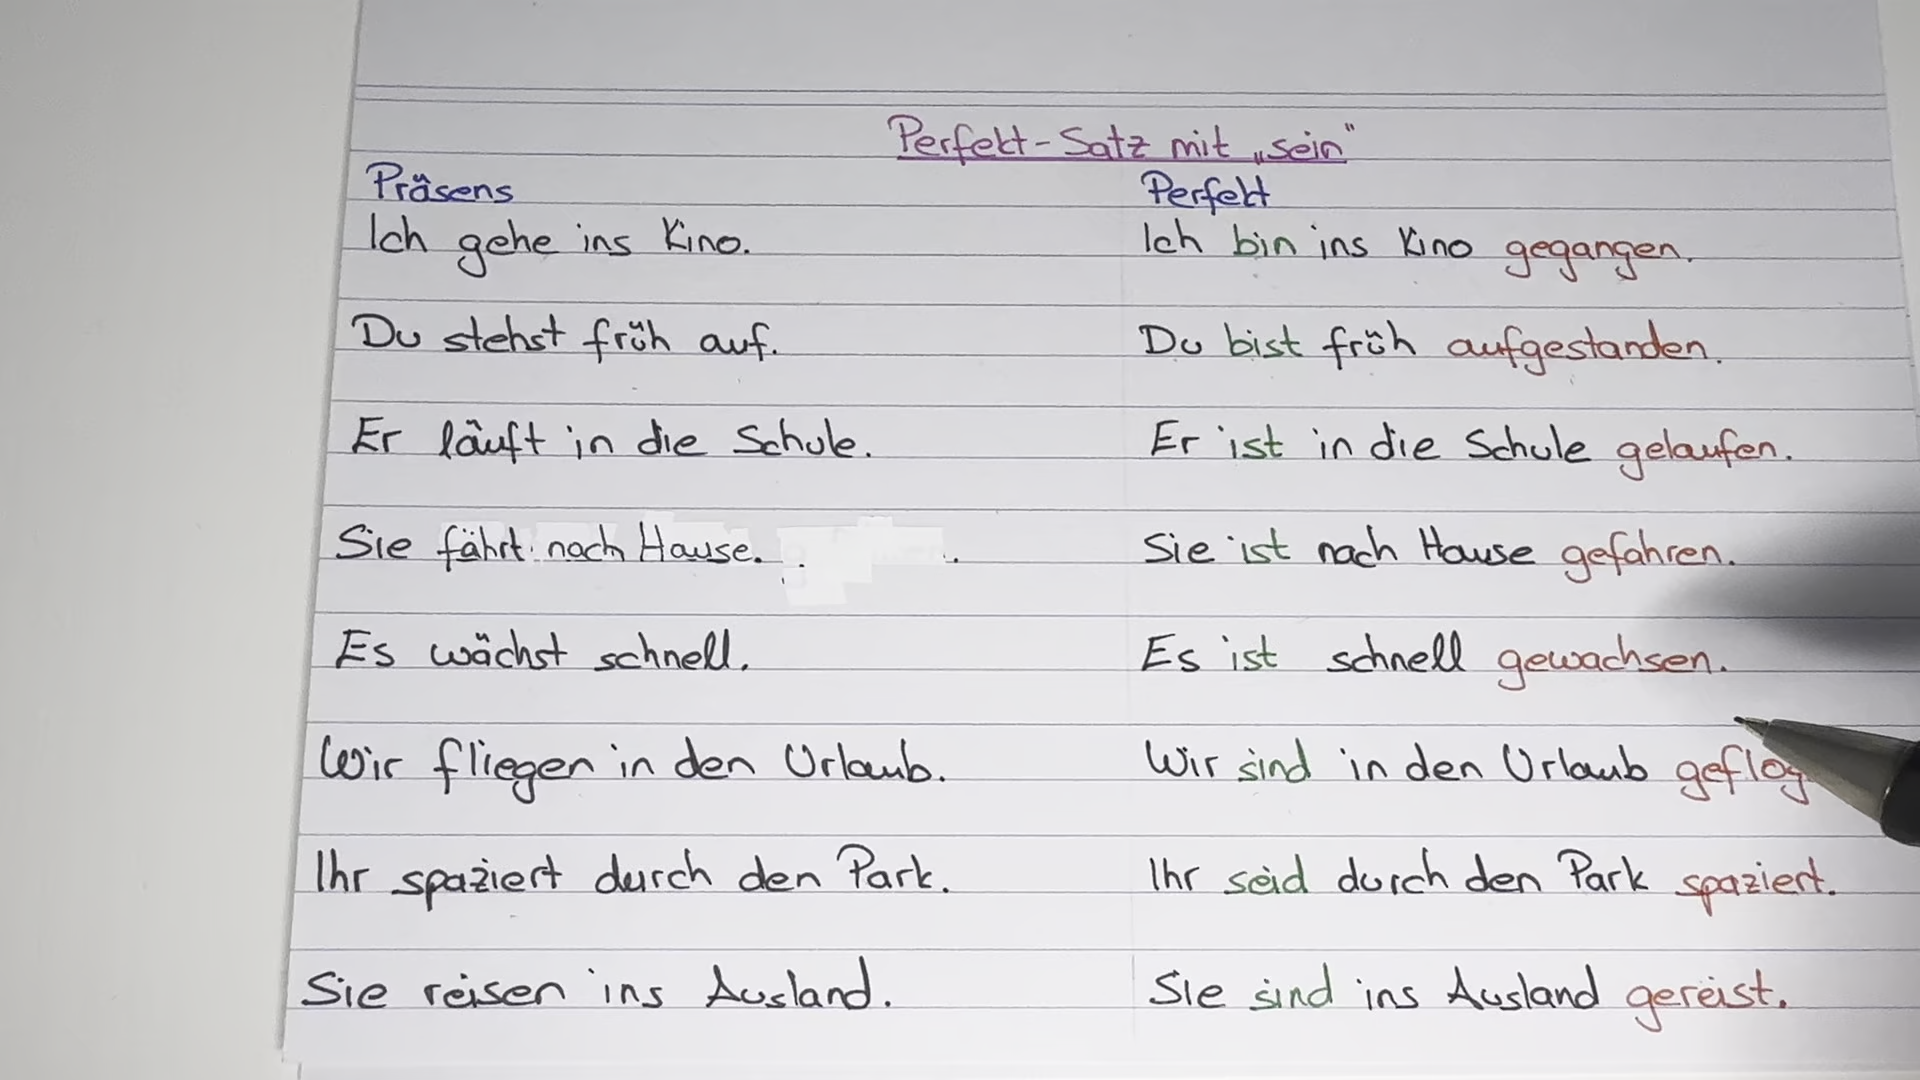 Perfekt-Satz mit „sein"
Präsens Perfekt
Ich gehe ins Kino. Ich bin ins Kino gegangen.
Du stehst früh auf. Du bist früh aufgestanden.
Er läuft in die Schule. Er ist in die Schule gelaufen.
Sie fährt nach Hause. Sie ist nach Hause gefahren.
Es wächst schnell. Es ist schnell gewachsen.
Wir fliegen in den Urlaub. Wir sind in den Urlaub
Ihr spaziert durch den Park. Ihr seid durch den Park spaziert.
Sie reisen ins Ausland. Sie sind ins Ausland gereist.